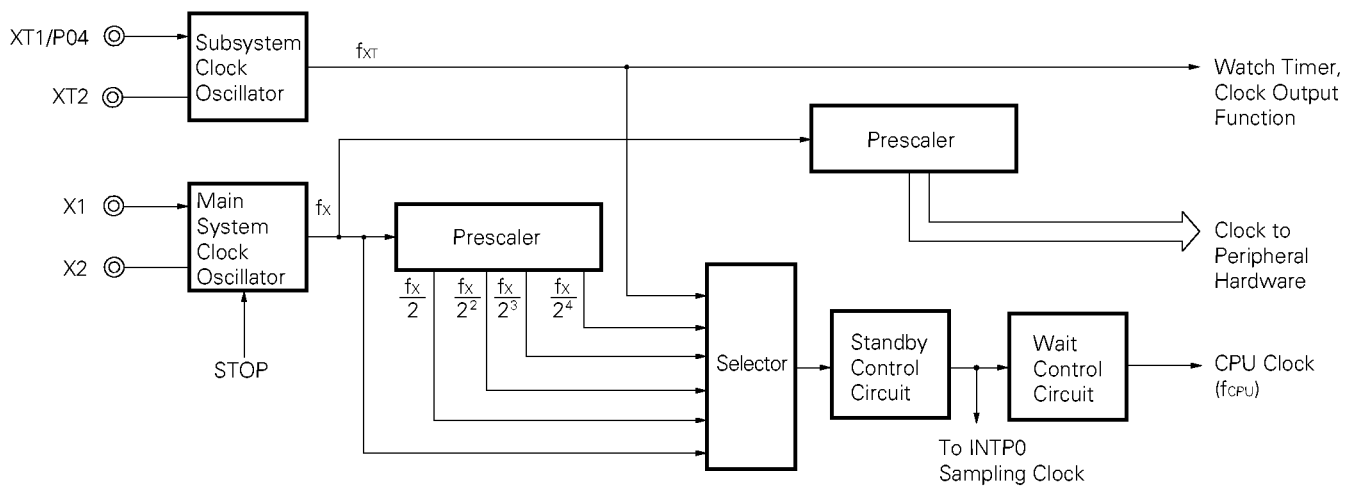 XT1/P04
XT2
Subsystem
Clock
Oscillator
fXT
Watch Timer,
Clock Output
Function
Prescaler
X1
X2
Main
System
Clock
Oscillator
fX
Prescaler
Clock to
Peripheral
Hardware
fX/2
fX/2²
fX/2³
fX/2⁴
STOP
Selector
Standby
Control
Circuit
Wait
Control
Circuit
CPU Clock
(fCPU)
To INTP0
Sampling Clock